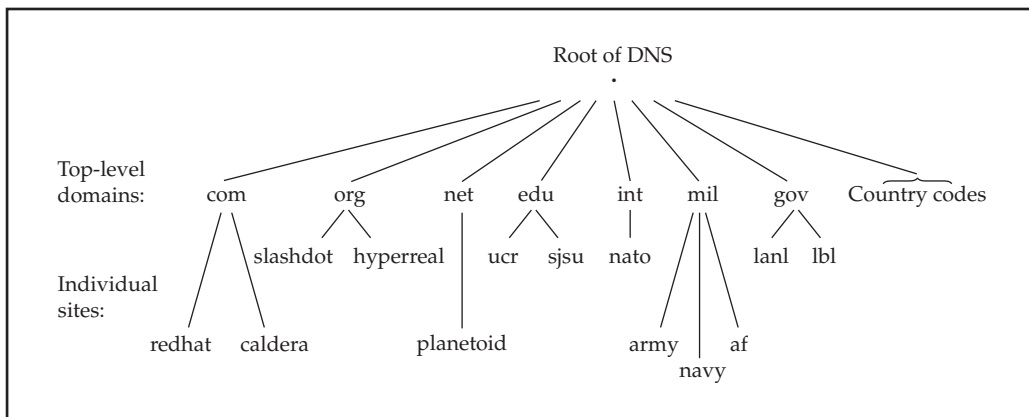 Root of DNS
.
Top-level
domains:
com org net edu int mil gov Country codes
slashdot hyperreal ucr sjsu nato lanl lbl
Individual
sites:
redhat caldera planetoid army af
navy